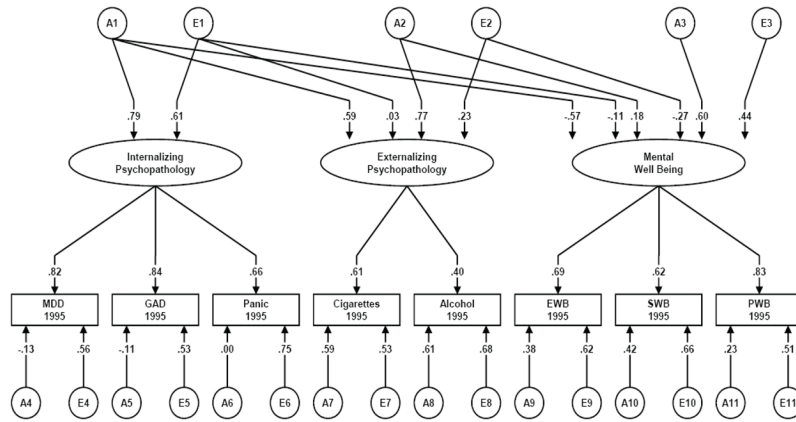 A1 E1 A2 E2 A3 E3
.79 .61 .59 .03 .77 .23 -.57 -.11 .18 -.27 .60 .44
Internalizing
Psychopathology
Externalizing
Psychopathology
Mental
Well Being
.82 .84 .66 .61 .40 .69 .62 .83
MDD
1995
GAD
1995
Panic
1995
Cigarettes
1995
Alcohol
1995
EWB
1995
SWB
1995
PWB
1995
-.13 .56 -.11 .53 .00 .75 .59 .53 .61 .68 .38 .62 .42 .66 .23 .51
A4 E4 A5 E5 A6 E6 A7 E7 A8 E8 A9 E9 A10 E10 A11 E11